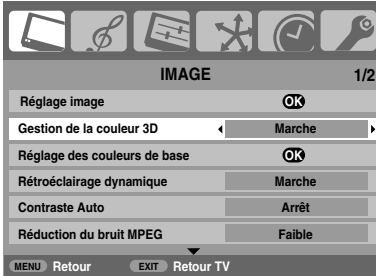 IMAGE 1/2
Réglage image OK
Gestion de la couleur 3D Marche
Réglage des couleurs de base OK
Rétroéclairage dynamique Marche
Contraste Auto Arrêt
Réduction du bruit MPEG Faible
MENU Retour EXIT Retour TV